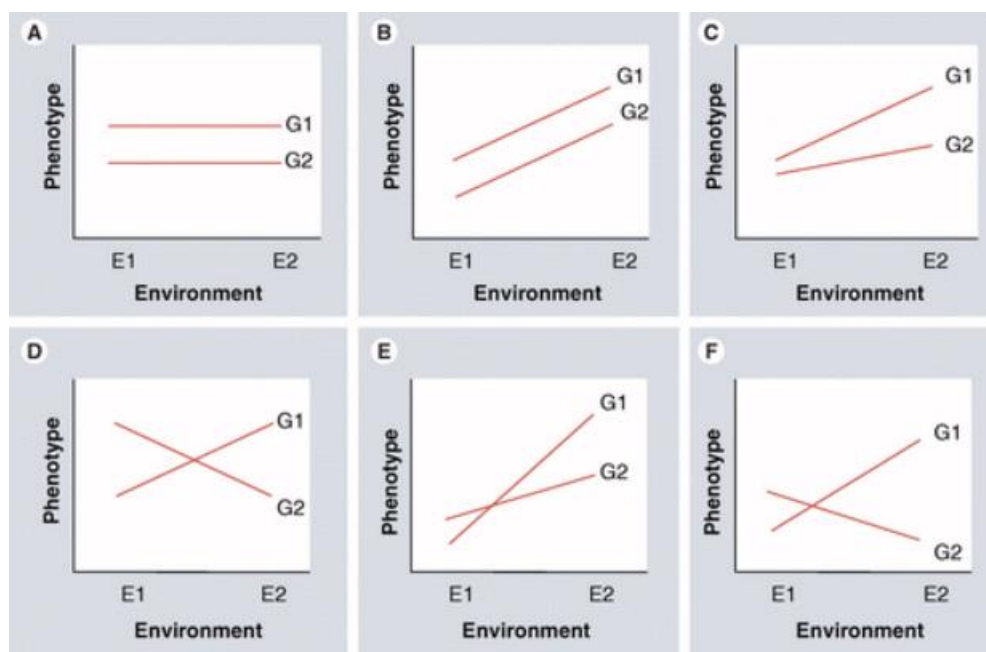 A
Phenotype
G1
G2
E1 E2
Environment
B
Phenotype
G1
G2
E1 E2
Environment
C
Phenotype
G1
G2
E1 E2
Environment
D
Phenotype
G1
G2
E1 E2
Environment
E
Phenotype
G1
G2
E1 E2
Environment
F
Phenotype
G1
G2
E1 E2
Environment